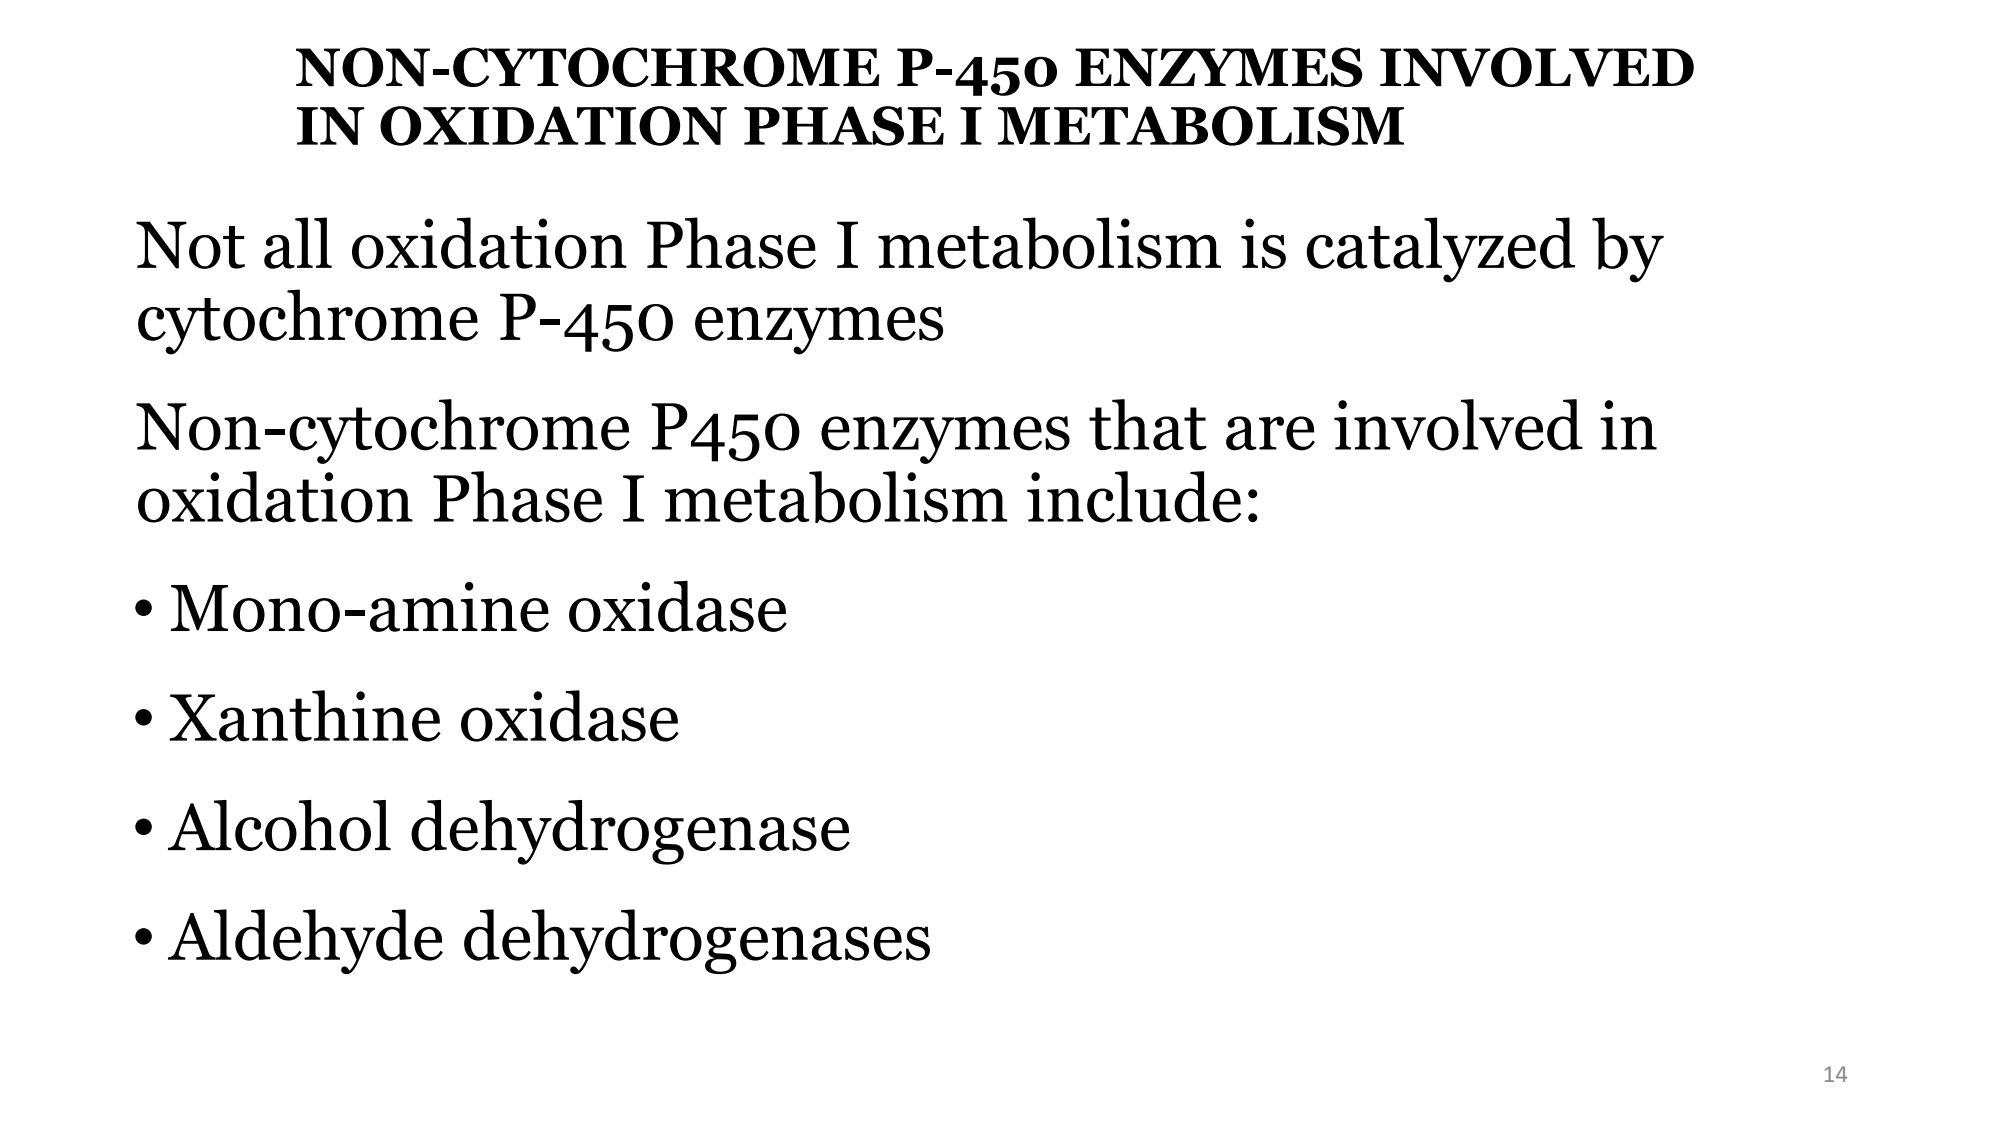 NON-CYTOCHROME P-450 ENZYMES INVOLVED
IN OXIDATION PHASE I METABOLISM
Not all oxidation Phase I metabolism is catalyzed by
cytochrome P-450 enzymes
Non-cytochrome P450 enzymes that are involved in
oxidation Phase I metabolism include:
• Mono-amine oxidase
• Xanthine oxidase
• Alcohol dehydrogenase
• Aldehyde dehydrogenases
14